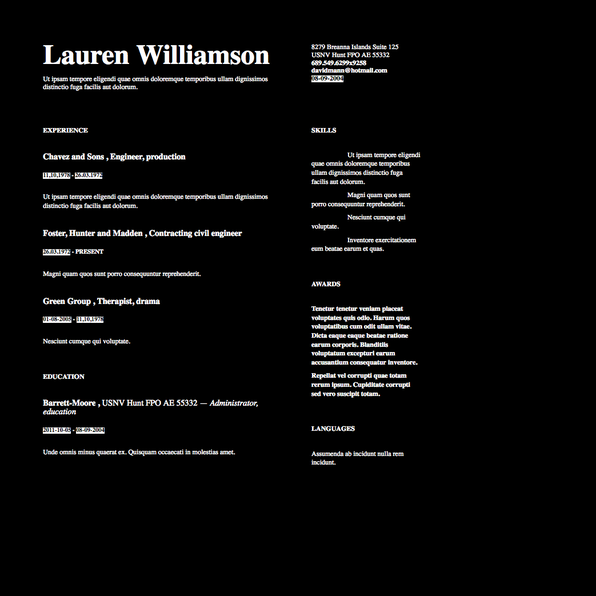 Lauren Williamson
Ut ipsam tempore eligendi quae omnis doloremque temporibus ullam dignissimos
distinctio fuga facilis aut dolorum.
8279 Breanna Islands Suite 125
USNV Hunt FPO AE 55332
689.549.6299x9258
davidmann@hotmail.com
08-09-2004
EXPERIENCE
Chavez and Sons , Engineer, production
11.10.1978 - 26.03.1972
Ut ipsam tempore eligendi quae omnis doloremque temporibus ullam dignissimos
distinctio fuga facilis aut dolorum.
Foster, Hunter and Madden , Contracting civil engineer
26.03.1972 - PRESENT
Magni quam quos sunt porro consequuntur reprehenderit.
Green Group , Therapist, drama
01-08-2002 - 11.10.1978
Nesciunt cumque qui voluptate.
EDUCATION
Barrett-Moore , USNV Hunt FPO AE 55332 — Administrator,
education
2011-10-05 - 08-09-2004
Unde omnis minus quaerat ex. Quisquam occaecati in molestias amet.
SKILLS
Ut ipsam tempore eligendi
quae omnis doloremque temporibus
ullam dignissimos distinctio fuga
facilis aut dolorum.
Magni quam quos sunt
porro consequuntur reprehenderit.
Nesciunt cumque qui
voluptate.
Inventore exercitationem
eum beatae earum et quas.
AWARDS
Tenetur tenetur veniam placeat
voluptates quis odio. Harum quos
voluptatibus cum odit ullam vitae.
Dicta eaque eaque beatae ratione
earum corporis. Blanditiis
voluptatum excepturi earum
accusantium consequatur inventore.
Repellat vel corrupti quae totam
rerum ipsum. Cupiditate corrupti
sed vero suscipit totam.
LANGUAGES
Assumenda ab incidunt nulla rem
incidunt.